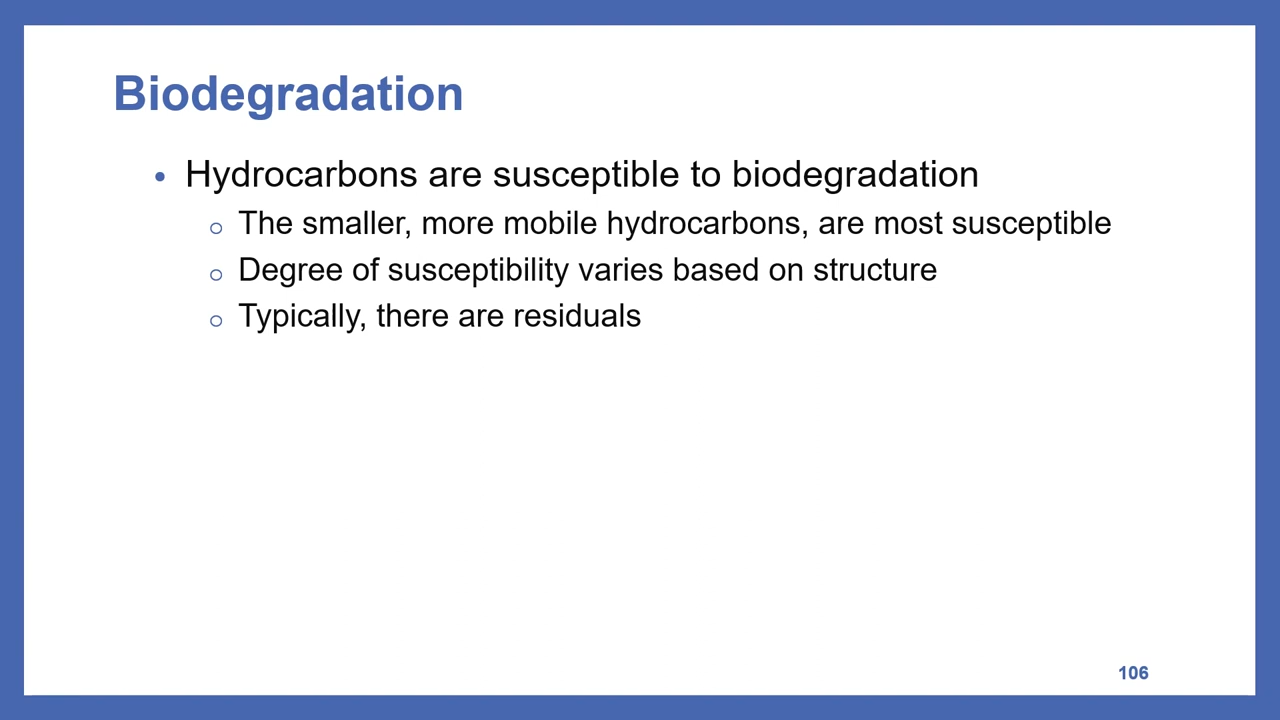 Biodegradation
• Hydrocarbons are susceptible to biodegradation
o The smaller, more mobile hydrocarbons, are most susceptible
o Degree of susceptibility varies based on structure
o Typically, there are residuals
106